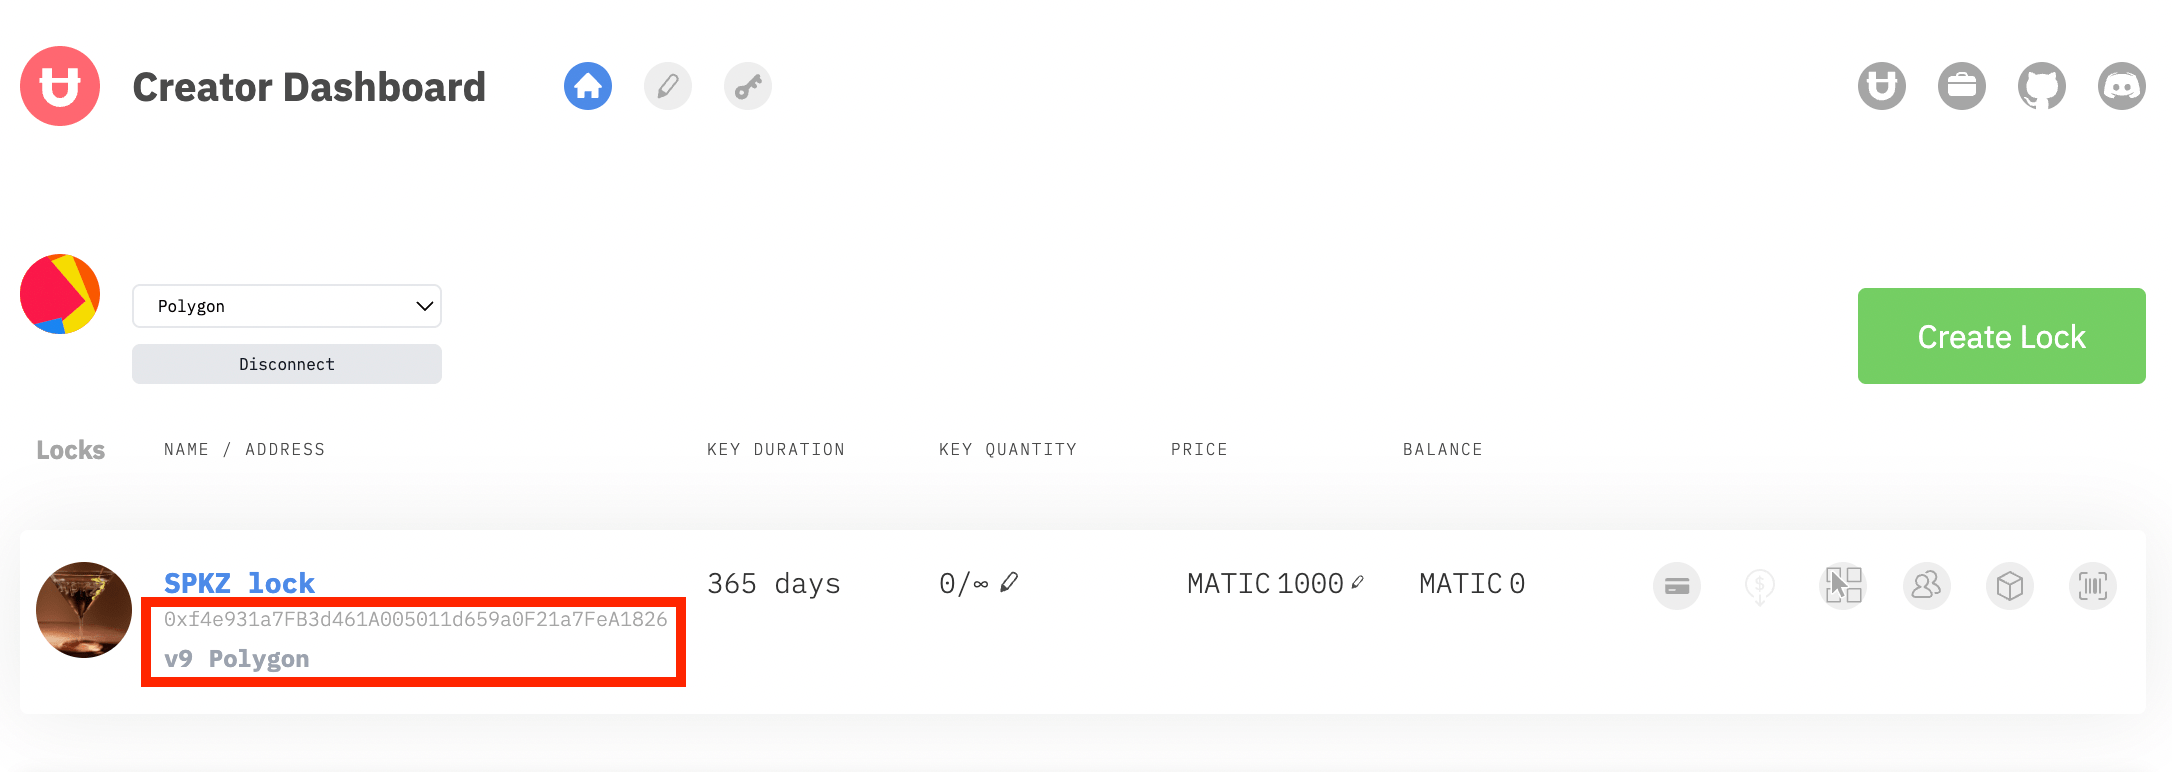 Creator Dashboard
Polygon
Disconnect
Create Lock
Locks NAME / ADDRESS KEY DURATION KEY QUANTITY PRICE BALANCE
SPKZ lock 365 days 0/∞ MATIC 1000 MATIC 0
0xf4e931a7FB3d461A005011d659a0F21a7FeA1826
v9 Polygon